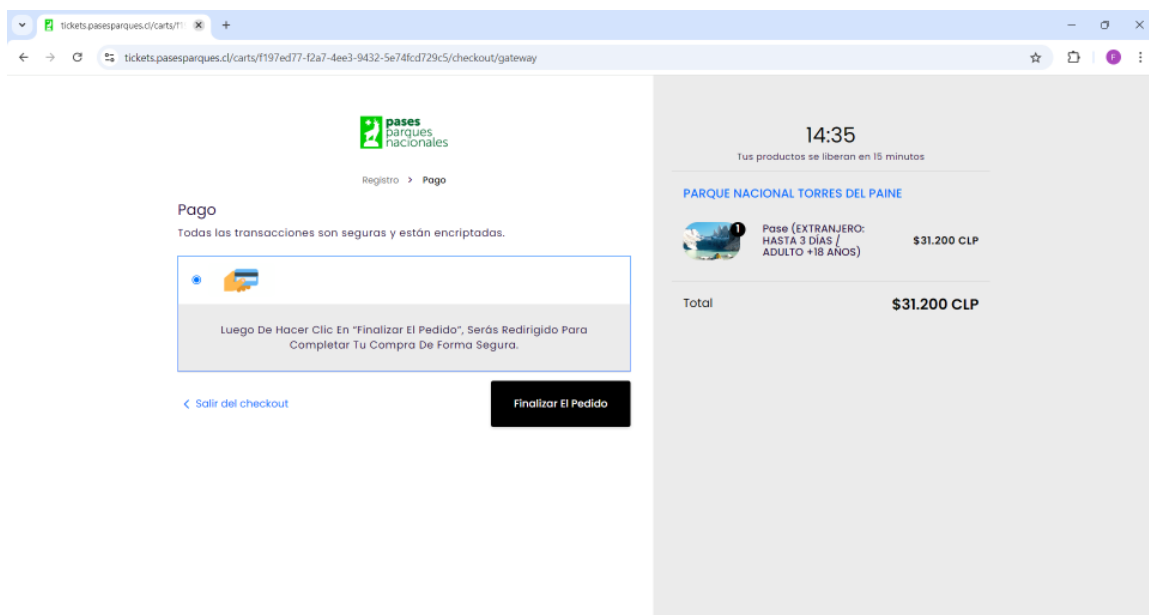 tickets.pasesparques.cl/carts/f1
tickets.pasesparques.cl/carts/f197ed77-f2a7-4ee3-9432-5e74fcd729c5/checkout/gateway
F
pases
parques
nacionales
Registro > Pago
Pago
Todas las transacciones son seguras y están encriptadas.
Luego De Hacer Clic En “Finalizar El Pedido”, Serás Redirigido Para
Completar Tu Compra De Forma Segura.
Salir del checkout
Finalizar El Pedido
14:35
Tus productos se liberan en 15 minutos
PARQUE NACIONAL TORRES DEL PAINE
1
Pase (EXTRANJERO:
HASTA 3 DÍAS /
ADULTO +18 AÑOS)
$31.200 CLP
Total
$31.200 CLP